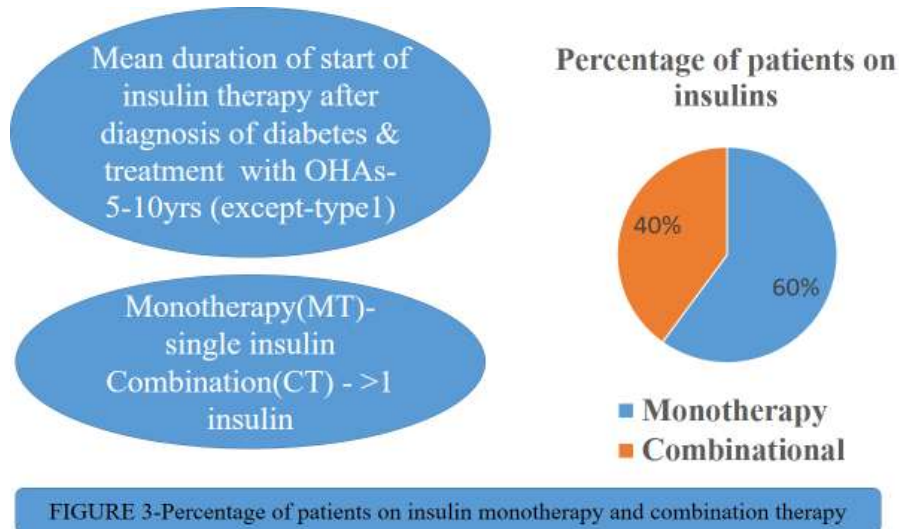 Mean duration of start of
insulin therapy after
diagnosis of diabetes &
treatment with OHAs-
5-10yrs (except-type1)
Monotherapy(MT)-
single insulin
Combination(CT) - >1
insulin
Percentage of patients on
insulins
40%
60%
Monotherapy
Combinational
FIGURE 3-Percentage of patients on insulin monotherapy and combination therapy